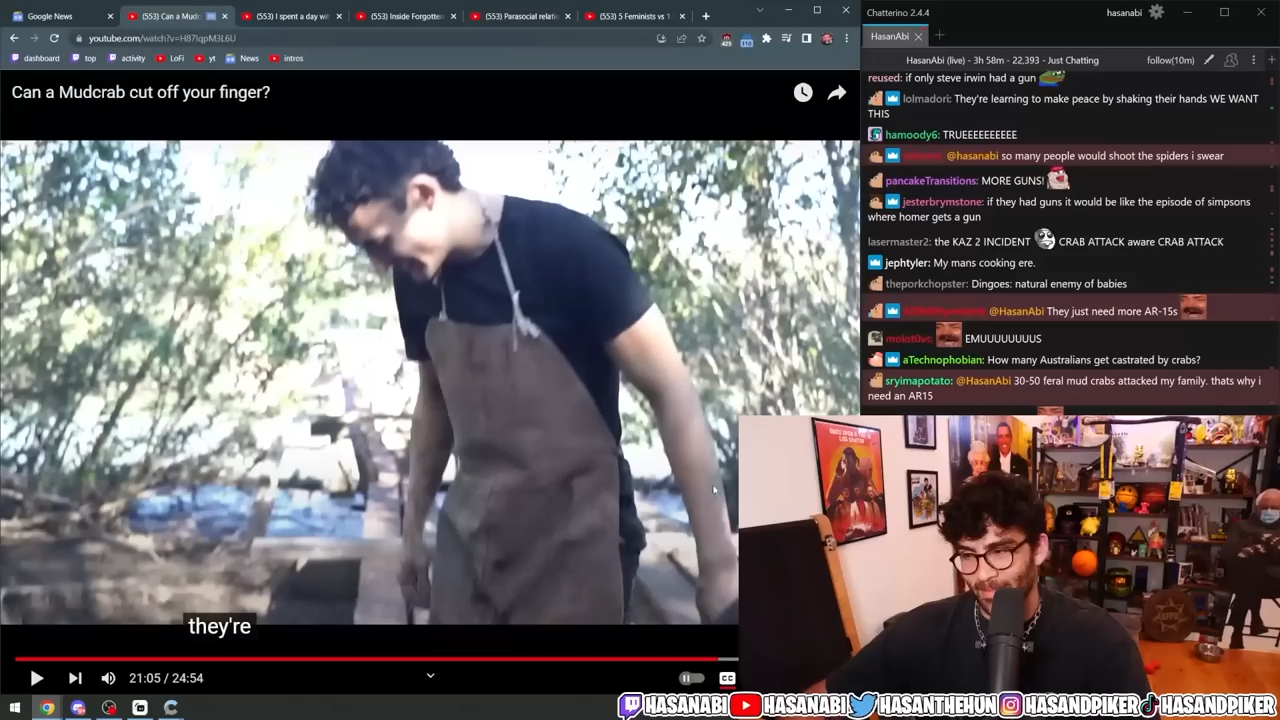 Google News
(553) Can a Mudc
(553) I spent a day wit
(553) Inside Forgotten
(553) Parasocial relatio
(553) 5 Feminists vs 1
youtube.com/watch?v=H87IqpM3L6U
dashboard
top
activity
LoFi
yt
News
intros
Can a Mudcrab cut off your finger?
they're
21:05 / 24:54
CC
Chatterino 2.4.4
hasanabi
HasanAbi
HasanAbi (live) - 3h 58m - 22,393 - Just Chatting
follow(10m)
reused: if only steve irwin had a gun
lolmadori: They're learning to make peace by shaking their hands WE WANT
THIS
hamoody6: TRUEEEEEEEEE
@hasanabi so many people would shoot the spiders i swear
pancakeTransitions: MORE GUNS!
jesterbrymstone: if they had guns it would be like the episode of simpsons
where homer gets a gun
lasermaster2: the KAZ 2 INCIDENT CRAB ATTACK aware CRAB ATTACK
jephtyler: My mans cooking ere.
theporkchopster: Dingoes: natural enemy of babies
@HasanAbi They just need more AR-15s
molot0vs: EMUUUUUUUUS
aTechnophobian: How many Australians get castrated by crabs?
sryimapotato: @HasanAbi 30-50 feral mud crabs attacked my family. thats why i
need an AR15
HASANABI
HASANABI
HASANTHEHUN
HASANDPIKER
HASANDPIKER